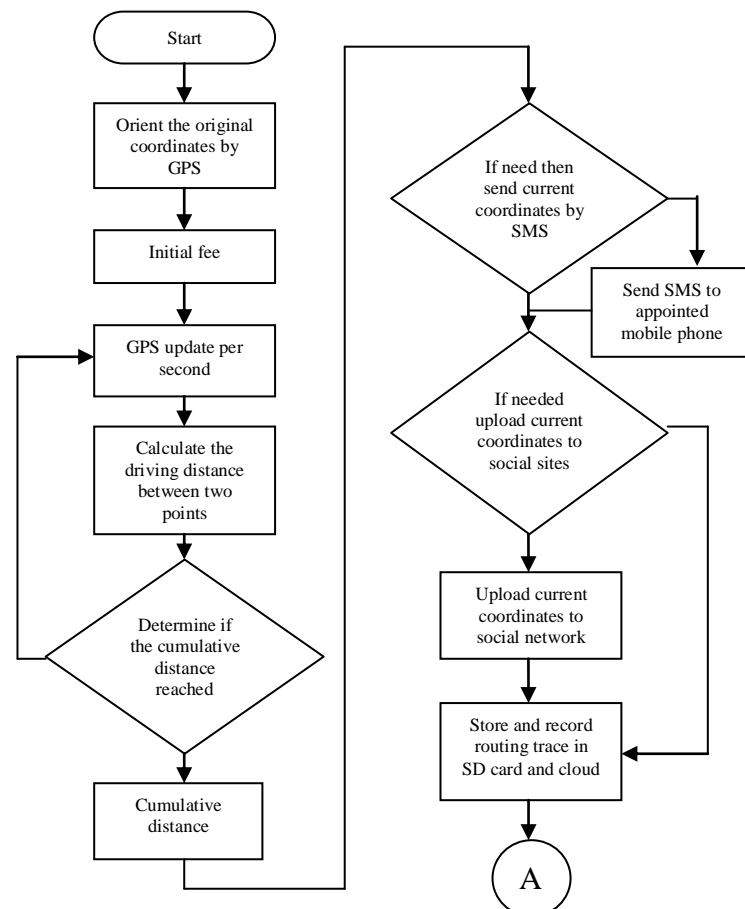 Start
Orient the original
coordinates by
GPS
Initial fee
GPS update per
second
Calculate the
driving distance
between two
points
Determine if
the cumulative
distance
reached
Cumulative
distance
If need then
send current
coordinates by
SMS
Send SMS to
appointed
mobile phone
If needed
upload current
coordinates to
social sites
Upload current
coordinates to
social network
Store and record
routing trace in
SD card and cloud
A